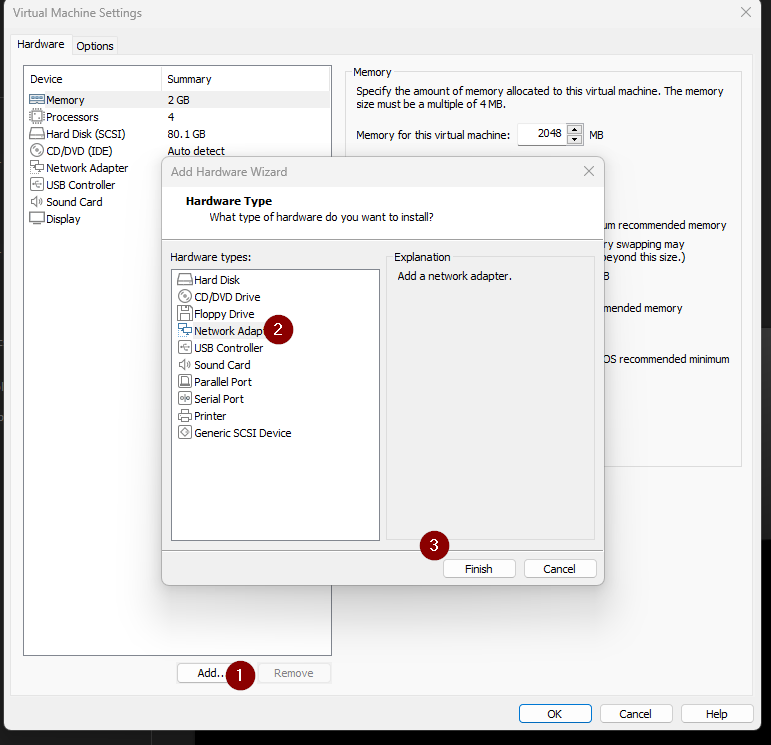 Virtual Machine Settings
Hardware Options
Device Summary
Memory 2 GB
Processors 4
Hard Disk (SCSI) 80.1 GB
CD/DVD (IDE) Auto detect
Network Adapter
USB Controller
Sound Card
Display
Memory
Specify the amount of memory allocated to this virtual machine. The memory
size must be a multiple of 4 MB.
Memory for this virtual machine: 2048 MB
um recommended memory
ry swapping may
beyond this size.)
B
mended memory
OS recommended minimum
Add Hardware Wizard
Hardware Type
What type of hardware do you want to install?
Hardware types:
Hard Disk
CD/DVD Drive
Floppy Drive
Network Adap 2
USB Controller
Sound Card
Parallel Port
Serial Port
Printer
Generic SCSI Device
Explanation
Add a network adapter.
3
Finish Cancel
Add.. 1 Remove
OK Cancel Help